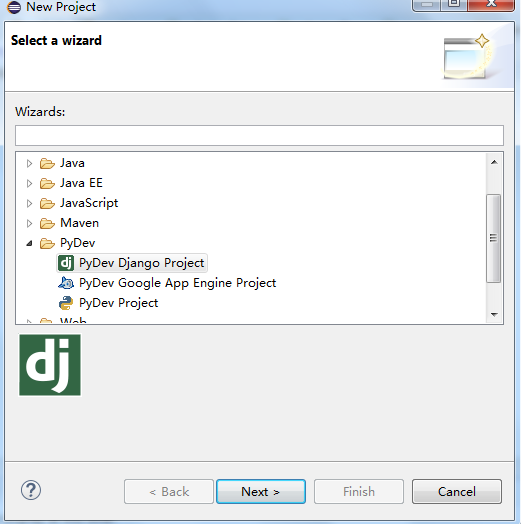 New Project
Select a wizard
Wizards:
Java
Java EE
JavaScript
Maven
PyDev
dj PyDev Django Project
PyDev Google App Engine Project
PyDev Project
Web
dj
?
< Back
Next >
Finish
Cancel